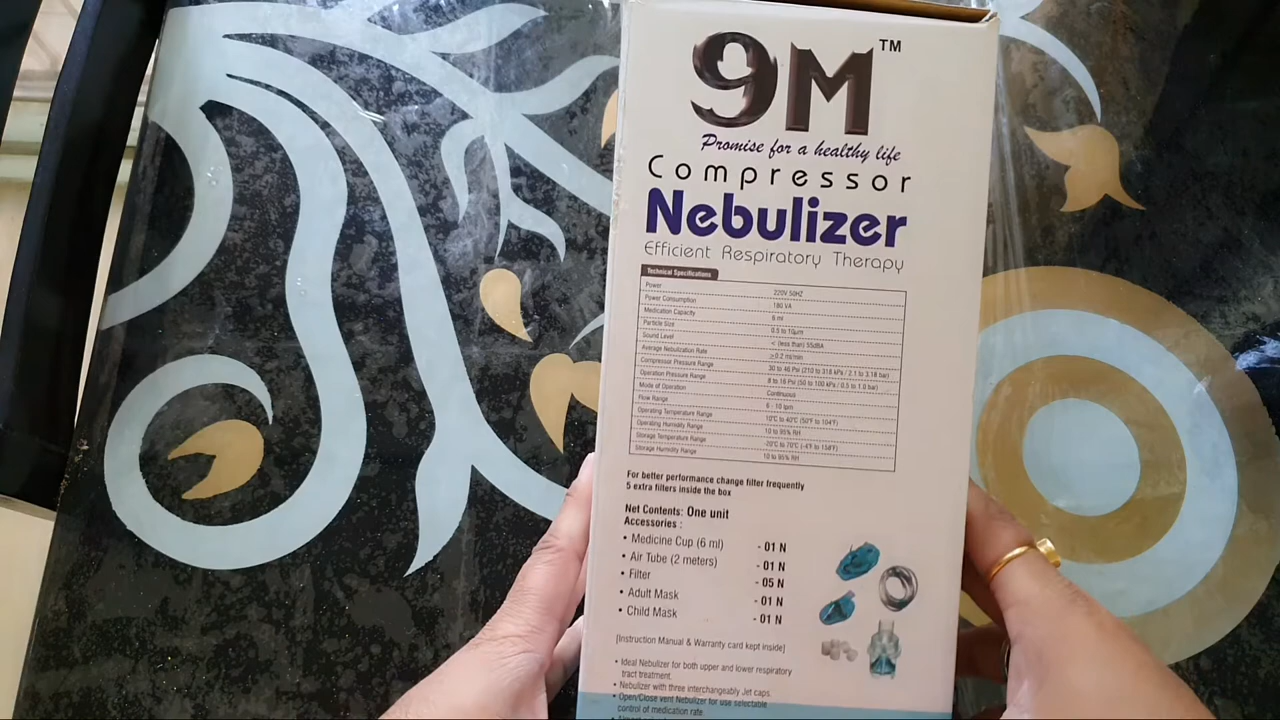 9M™
Promise for a healthy life
Compressor
Nebulizer
Efficient Respiratory Therapy
Technical Specifications
Power 220V, 50HZ
Power Consumption 180 VA
Medication Capacity 6 ml
Particle Size 0.5 to 10µm
Sound Level < (less than) 55dBA
Average Nebulization Rate ≥0.2 ml/min
Compressor Pressure Range 30 to 46 Psi (210 to 318 kPa / 2.1 to 3.18 bar)
Operation Pressure Range 8 to 16 Psi (50 to 100 kPa / 0.5 to 1.0 bar)
Mode of Operation Continuous
Flow Range 6 - 10 lpm
Operating Temperature Range 10°C to 40°C (50°F to 104°F)
Operating Humidity Range 10 to 95% RH
Storage Temperature Range -20°C to 70°C (-4°F to 158°F)
Storage Humidity Range 10 to 95% RH
For better performance change filter frequently
5 extra filters inside the box
Net Contents: One unit
Accessories :
• Medicine Cup (6 ml) - 01 N
• Air Tube (2 meters) - 01 N
• Filter - 05 N
• Adult Mask - 01 N
• Child Mask - 01 N
[Instruction Manual & Warranty card kept inside]
• Ideal Nebulizer for both upper and lower respiratory
tract treatment.
• Nebulizer with three interchangeably Jet caps.
• Open/Close vent Nebulizer for use selectable
control of medication rate